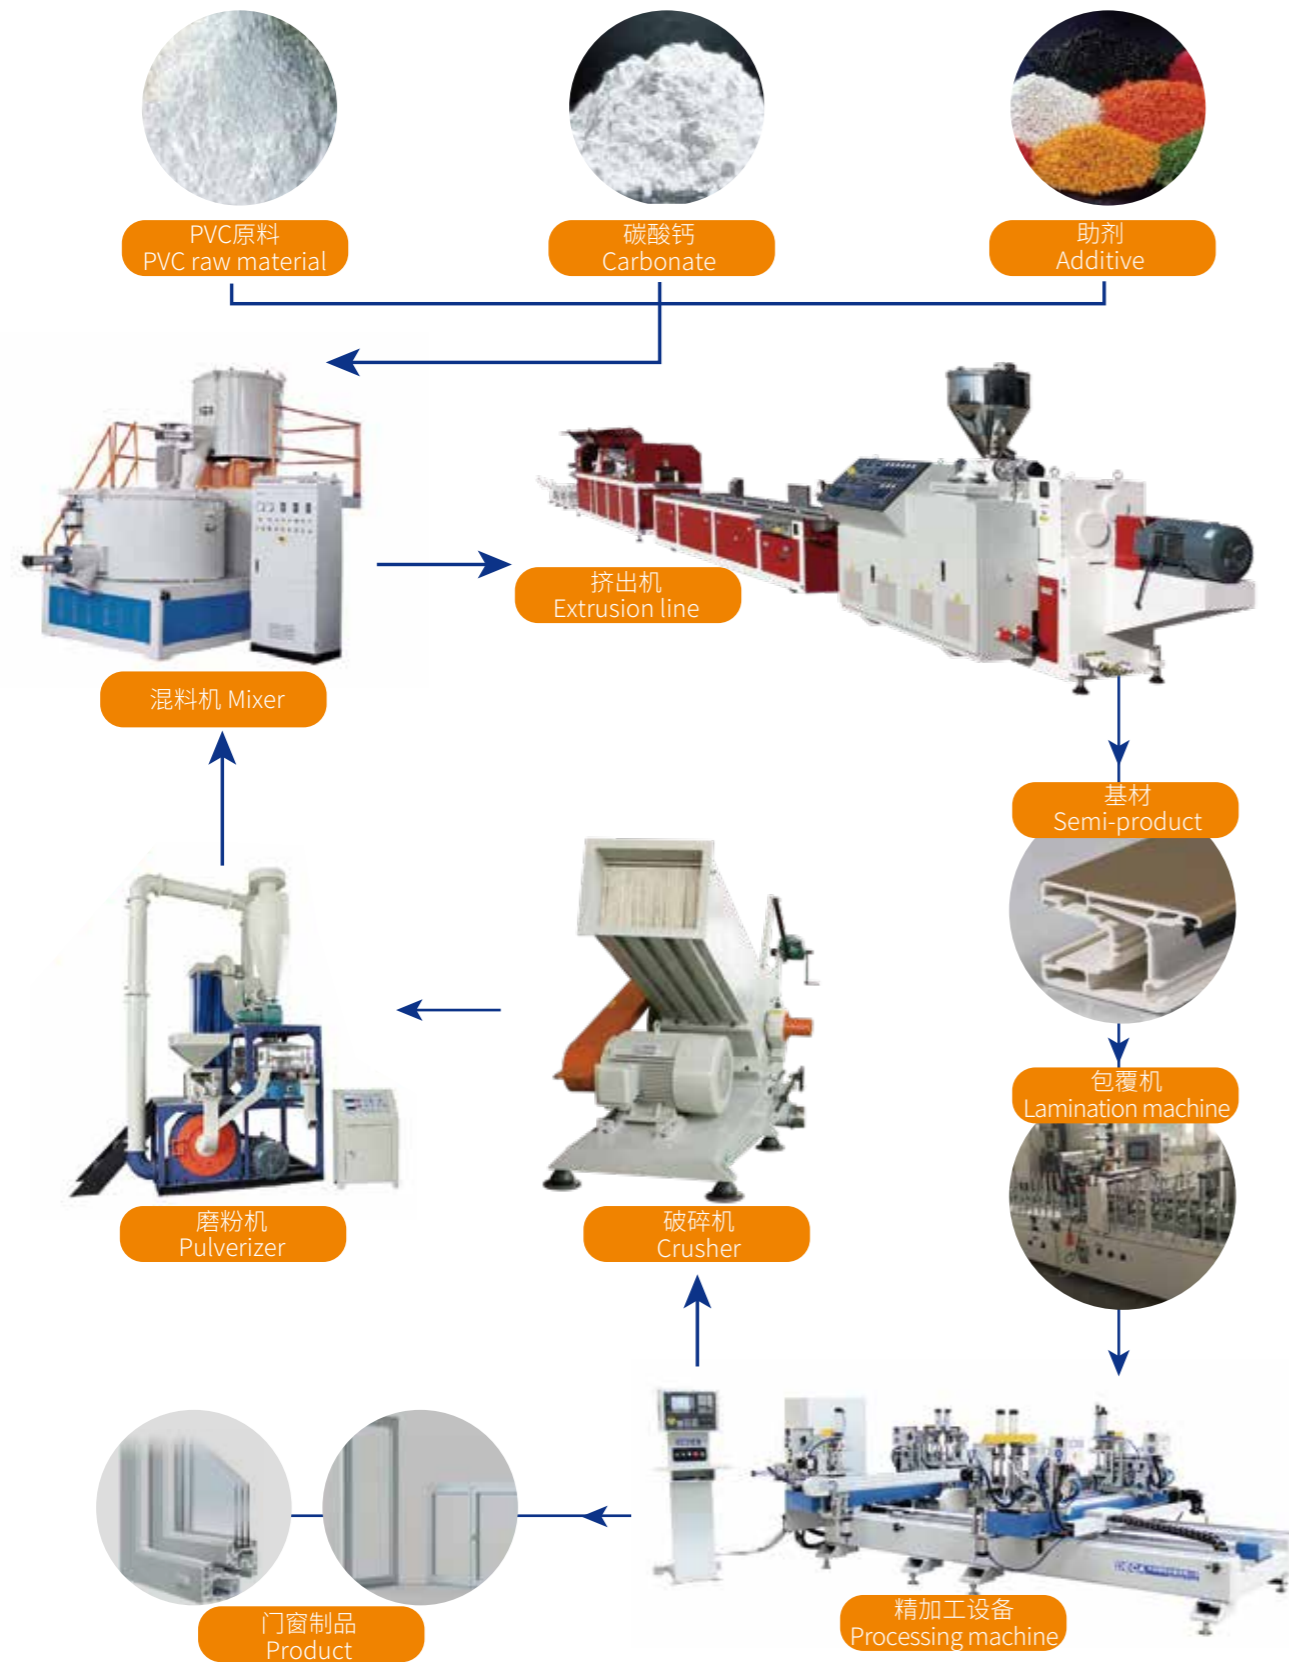 PVC原料
PVC raw material
碳酸钙
Carbonate
助剂
Additive
挤出机
Extrusion line
混料机 Mixer
基材
Semi-product
包覆机
Lamination machine
磨粉机
Pulverizer
破碎机
Crusher
门窗制品
Product
DECA
精加工设备
Processing machine